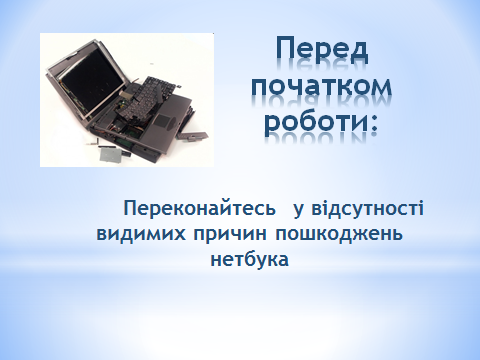 Перед
початком
роботи:
Переконайтесь у відсутності
видимих причин пошкоджень
нетбука